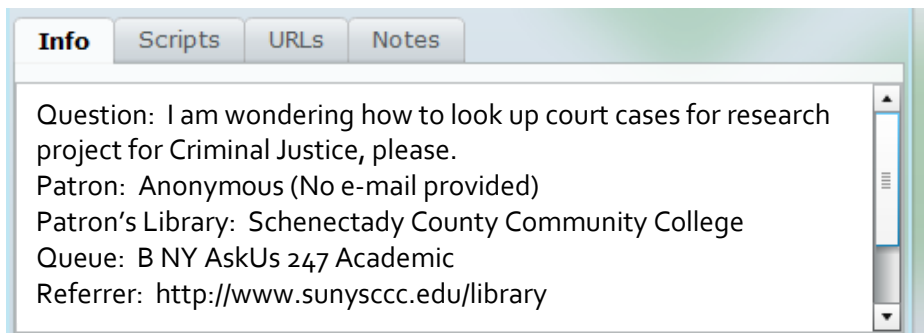 Info Scripts URLs Notes
Question:  I am wondering how to look up court cases for research
project for Criminal Justice, please.
Patron:  Anonymous (No e-mail provided)
Patron’s Library:  Schenectady County Community College
Queue:  B NY AskUs 247 Academic
Referrer:  http://www.sunysccc.edu/library